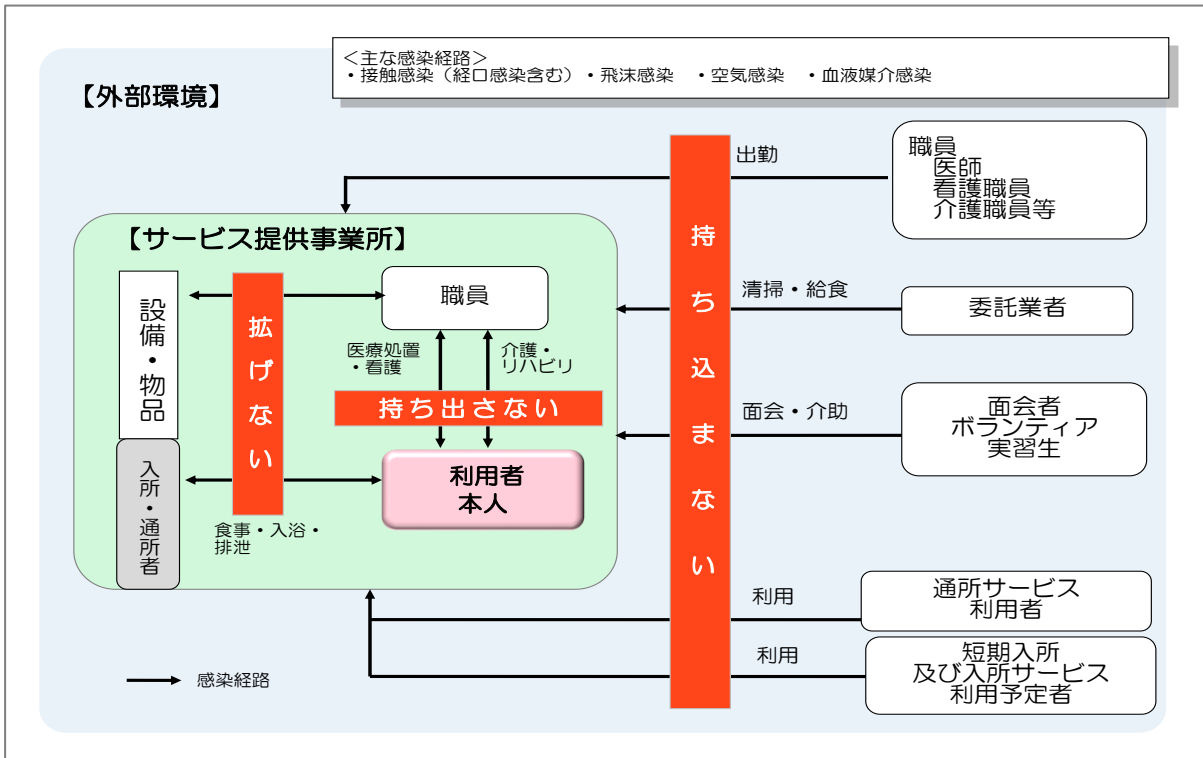 ＜主な感染経路＞
・接触感染（経口感染含む）・飛沫感染　・空気感染　・血液媒介感染
【外部環境】
出勤
職員
医師
看護職員
介護職員等
【サービス提供事業所】
設備・物品
拡げない
職員
医療処置
・看護
介護・
リハビリ
持ち出さない
利用者
本人
入所・通所者
食事・入浴・
排泄
持ち込まない
清掃・給食
委託業者
面会・介助
面会者
ボランティア
実習生
利用
通所サービス
利用者
利用
短期入所
及び入所サービス
利用予定者
感染経路